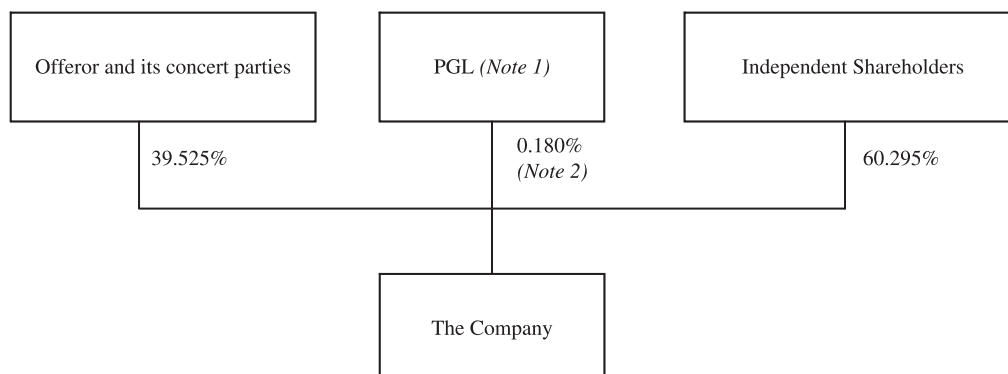 Offeror and its concert parties
PGL (Note 1)
Independent Shareholders
39.525%
0.180%
(Note 2)
60.295%
The Company